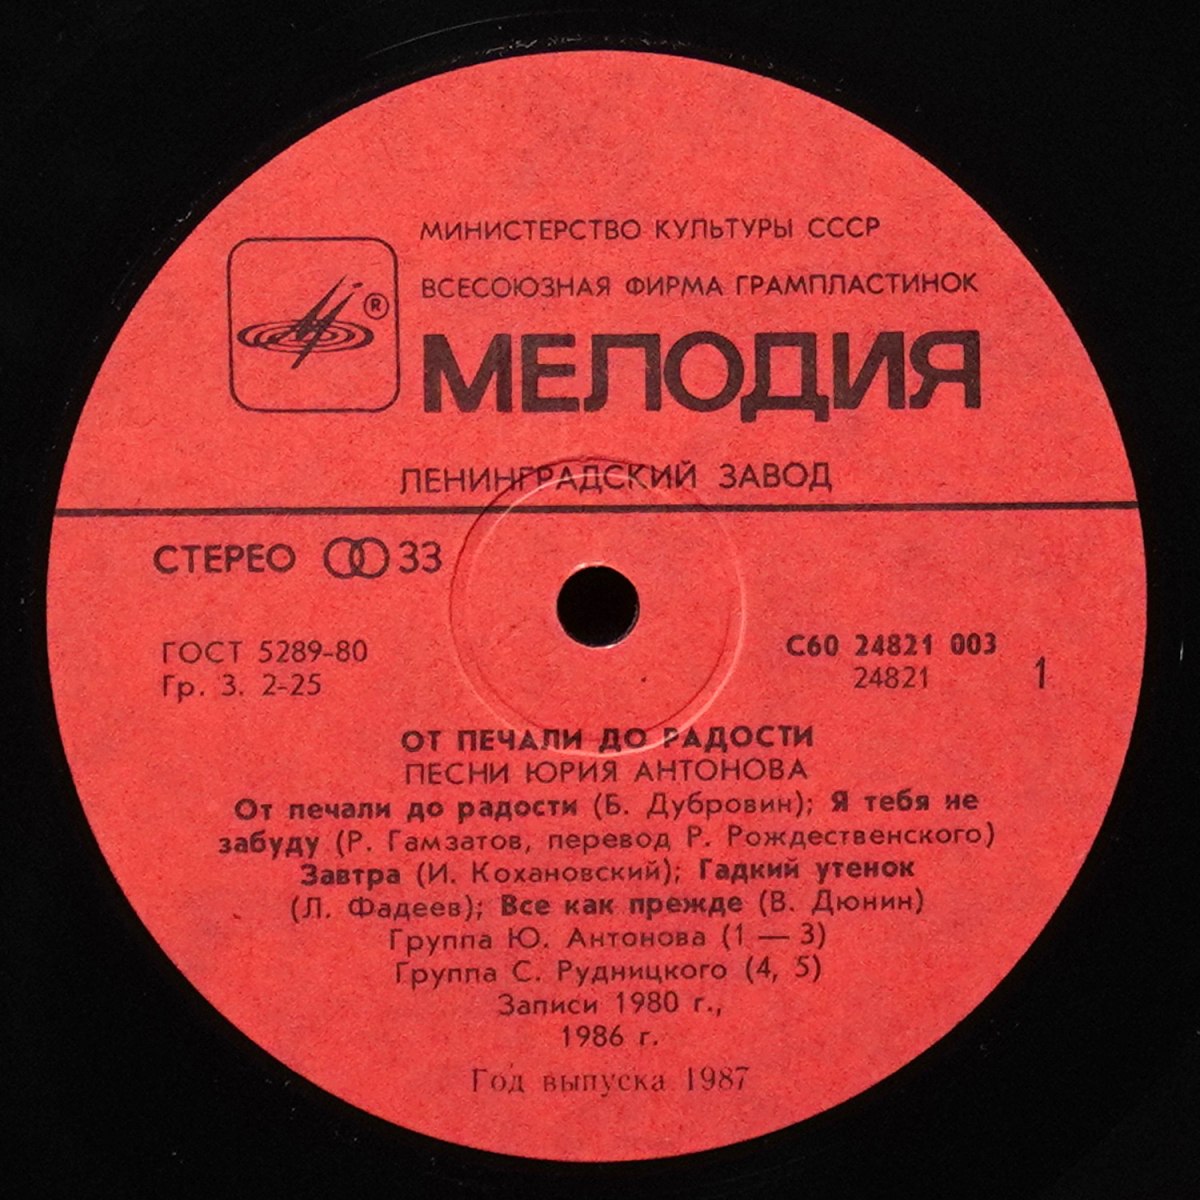 МИНИСТЕРСТВО КУЛЬТУРЫ СССР
ВСЕСОЮЗНАЯ ФИРМА ГРАМПЛАСТИНОК
®
МЕЛОДИЯ
ЛЕНИНГРАДСКИЙ ЗАВОД
СТЕРЕО 33
ГОСТ 5289-80
Гр. 3. 2-25
С60 24821 003
24821
1
ОТ ПЕЧАЛИ ДО РАДОСТИ
ПЕСНИ ЮРИЯ АНТОНОВА
От печали до радости (Б. Дубровин); Я тебя не
забуду (Р. Гамзатов, перевод Р. Рождественского)
Завтра (И. Кохановский); Гадкий утенок
(Л. Фадеев); Все как прежде (В. Дюнин)
Группа Ю. Антонова (1 — 3)
Группа С. Рудницкого (4, 5)
Записи 1980 г.,
1986 г.
Год выпуска 1987